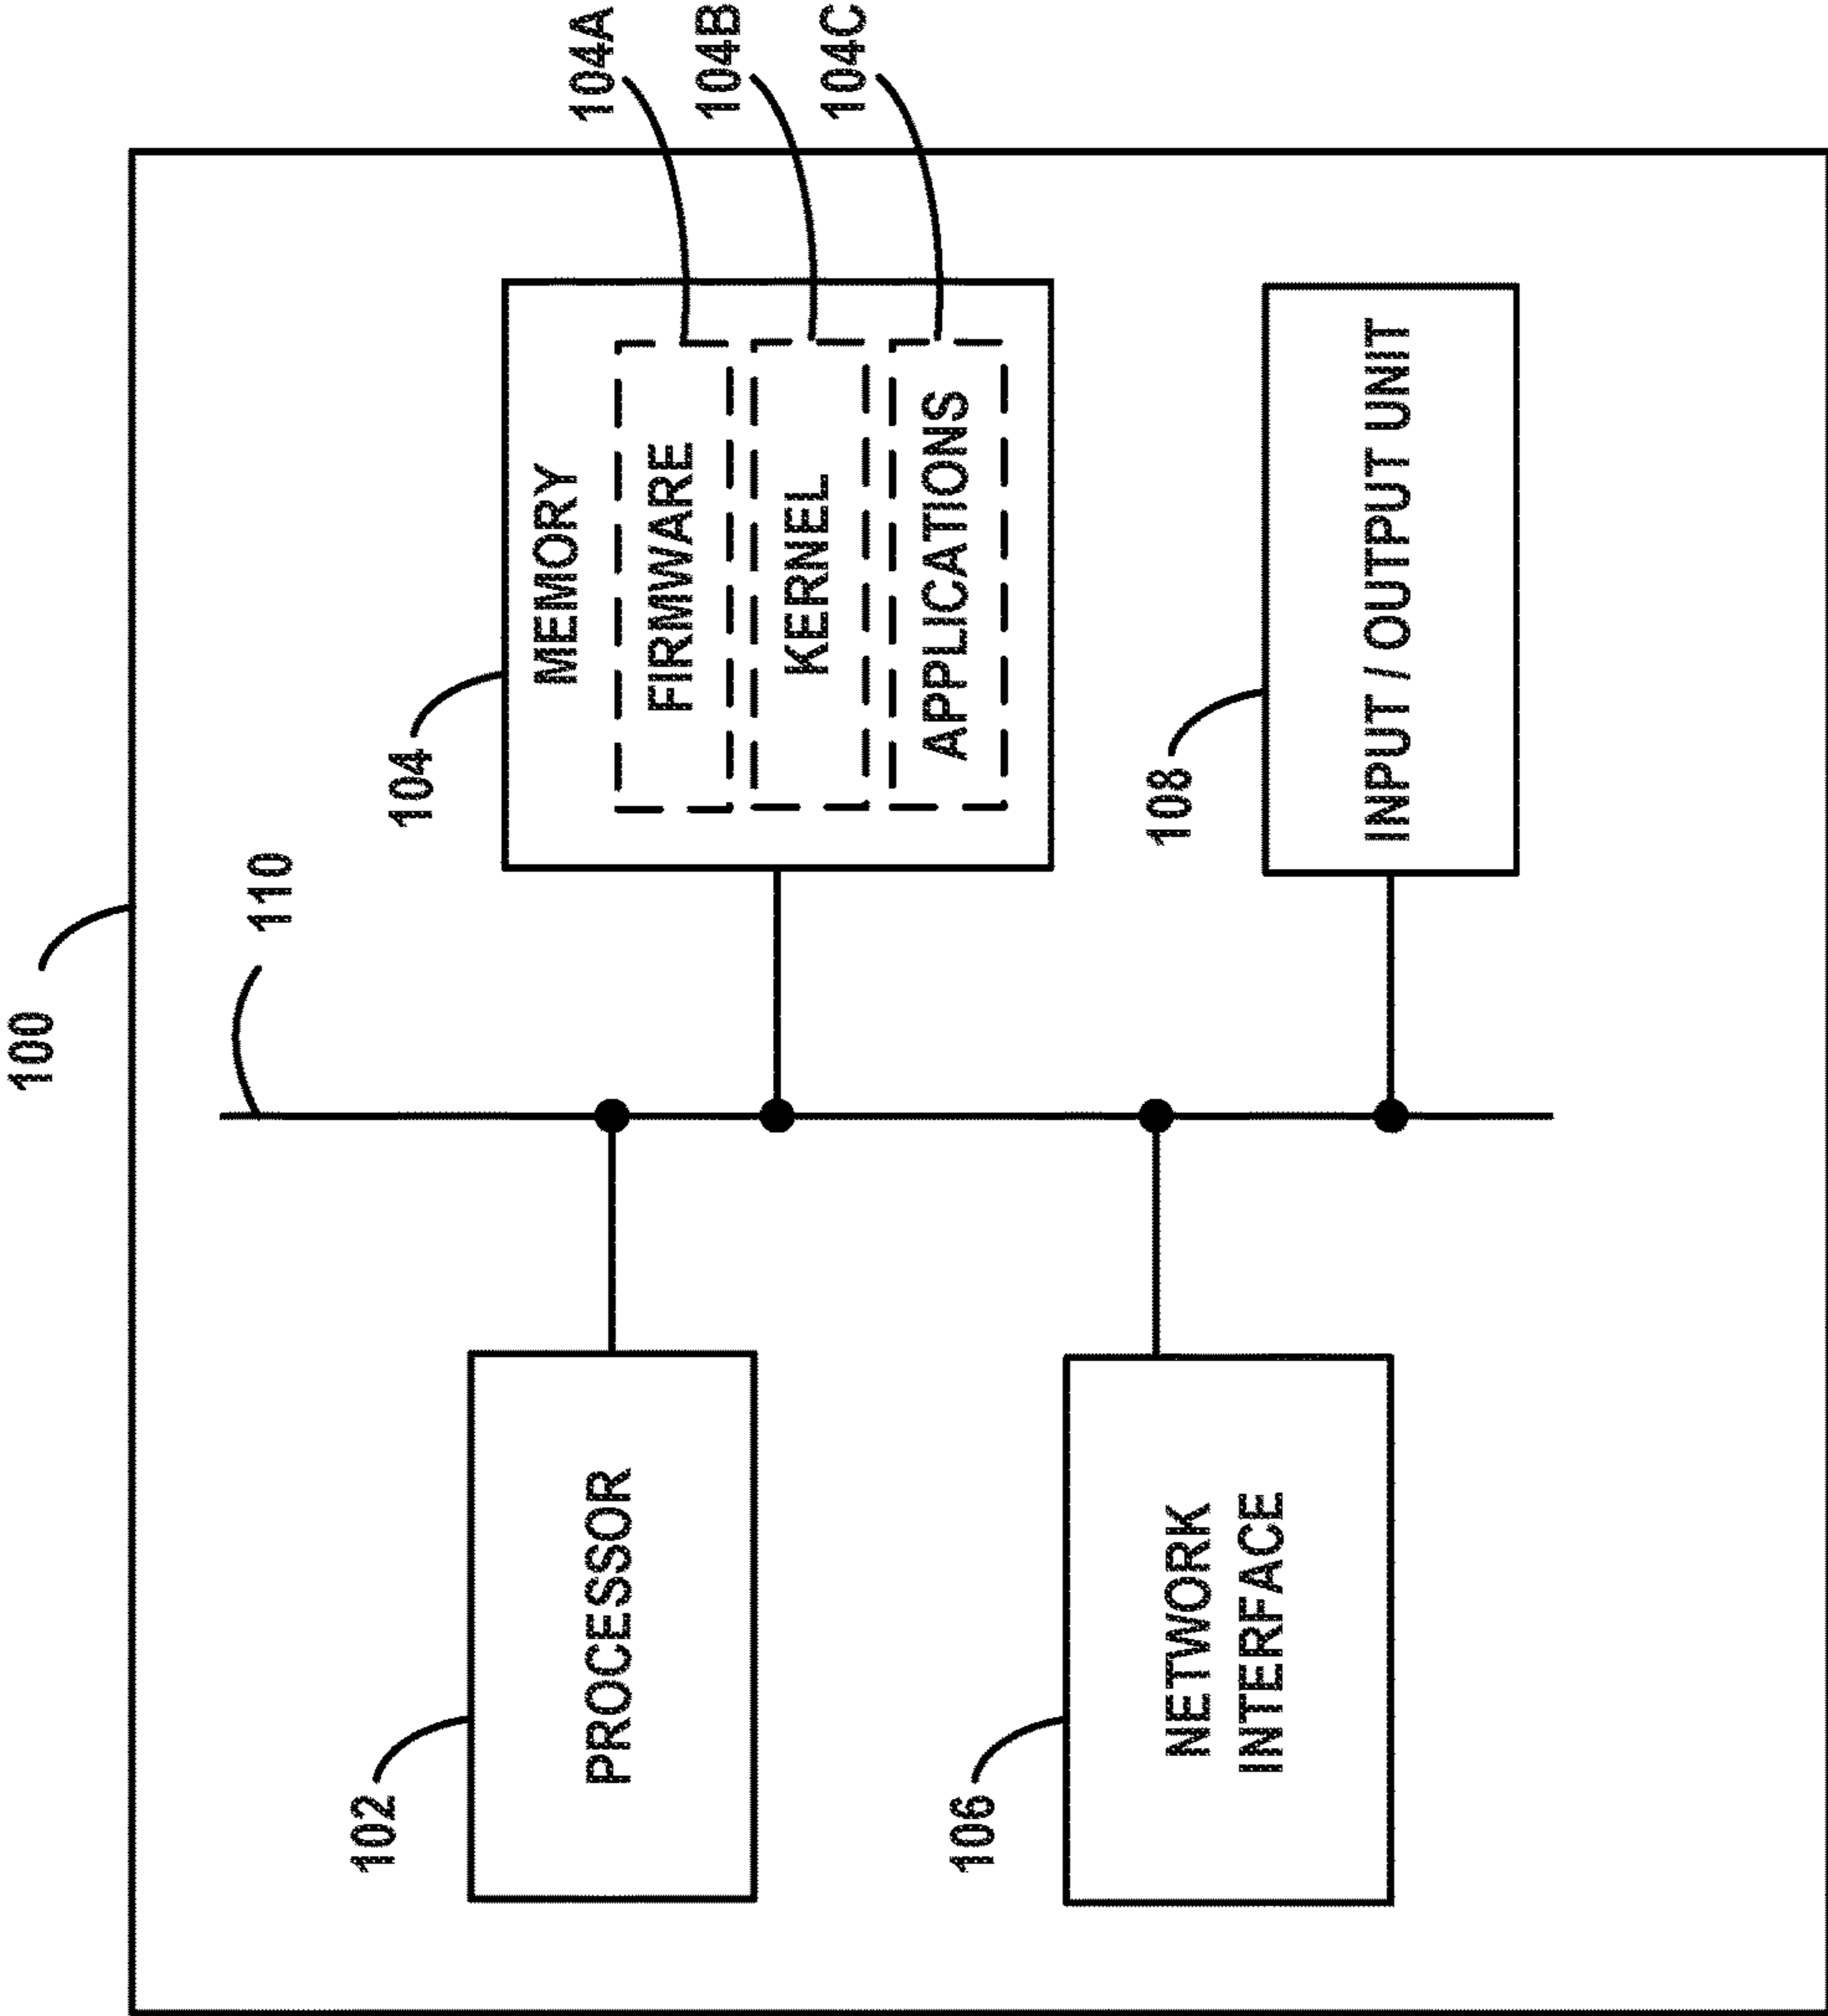 100
110
102
PROCESSOR
104
MEMORY
FIRMWARE
104A
KERNEL
104B
APPLICATIONS
104C
106
NETWORK
INTERFACE
108
INPUT / OUTPUT UNIT